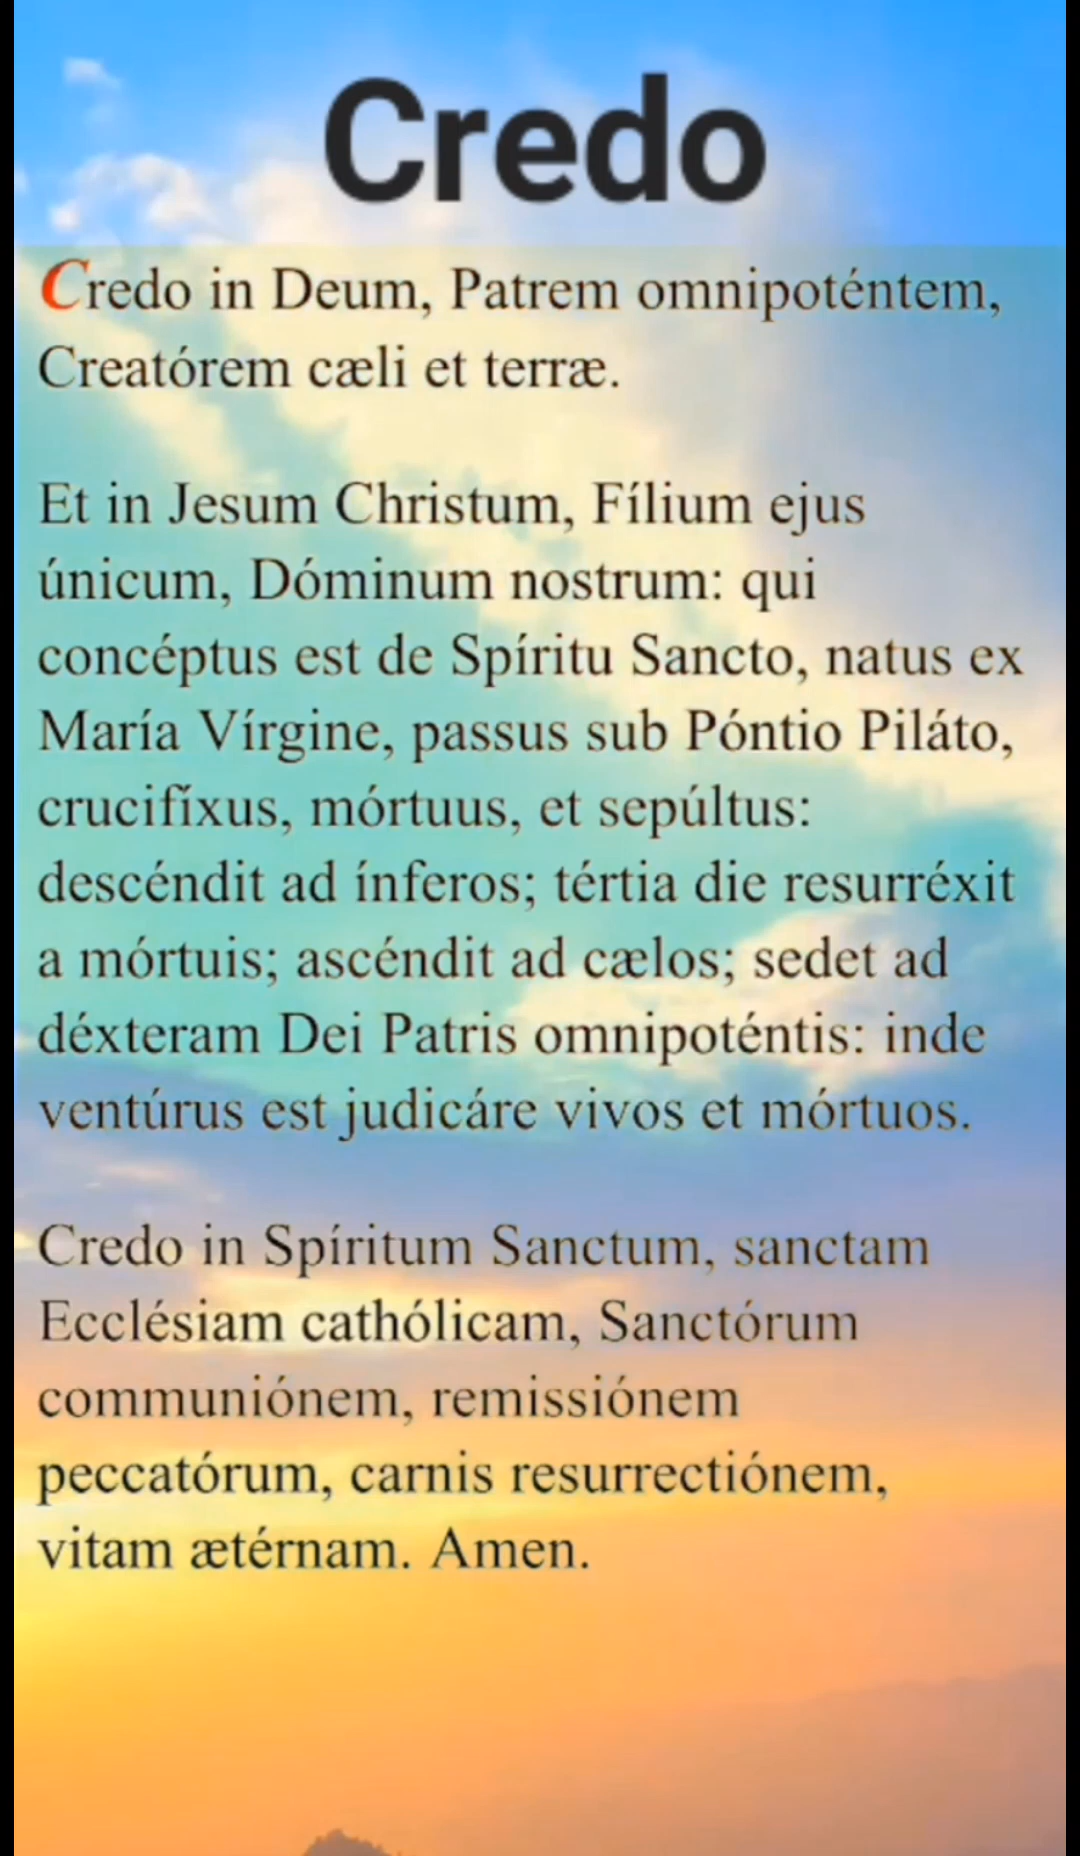 Credo
Credo in Deum, Patrem omnipoténtem,
Creatórem cæli et terræ.
Et in Jesum Christum, Fílium ejus
únicum, Dóminum nostrum: qui
concéptus est de Spíritu Sancto, natus ex
María Vírgine, passus sub Póntio Piláto,
crucifíxus, mórtuus, et sepúltus:
descéndit ad ínferos; tértia die resurréxit
a mórtuis; ascéndit ad cælos; sedet ad
déxteram Dei Patris omnipoténtis: inde
ventúrus est judicáre vivos et mórtuos.
Credo in Spíritum Sanctum, sanctam
Ecclésiam cathólicam, Sanctórum
communiónem, remissiónem
peccatórum, carnis resurrectiónem,
vitam ætérnam. Amen.